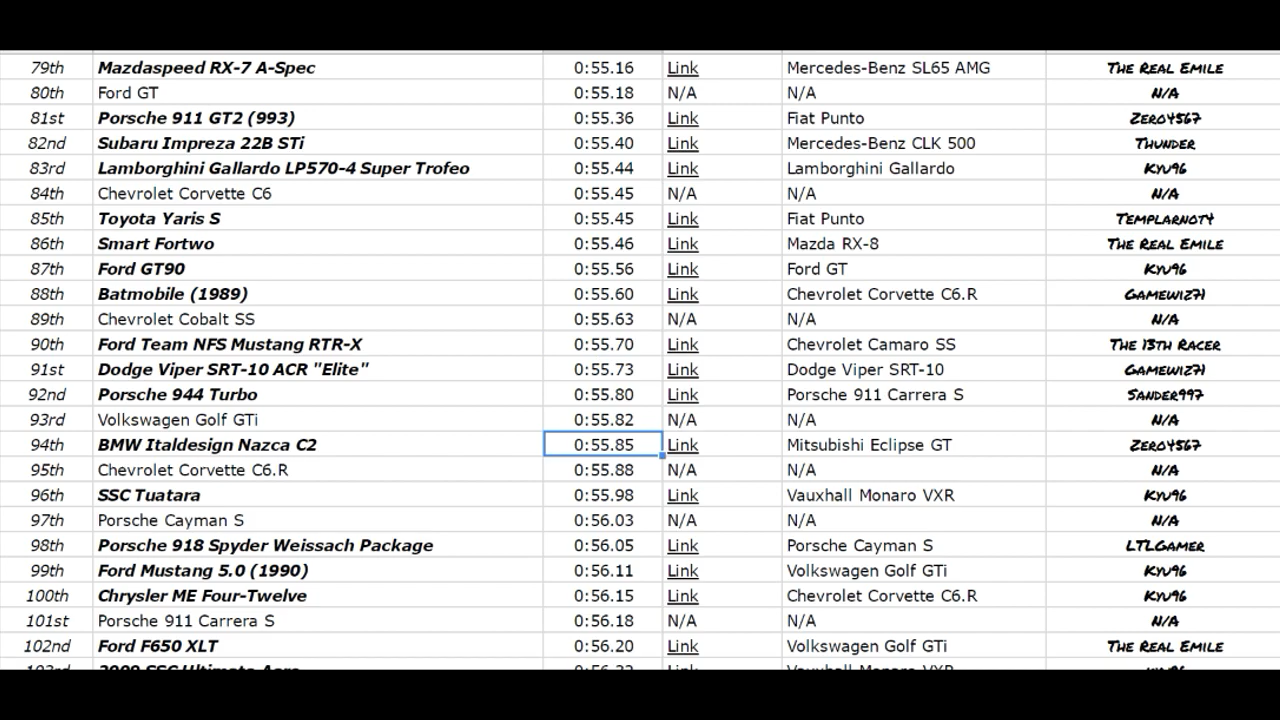 79th Mazdaspeed RX-7 A-Spec 0:55.16 Link Mercedes-Benz SL65 AMG The Real Emile
80th Ford GT 0:55.18 N/A N/A N/A
81st Porsche 911 GT2 (993) 0:55.36 Link Fiat Punto Zero4567
82nd Subaru Impreza 22B STi 0:55.40 Link Mercedes-Benz CLK 500 Thunder
83rd Lamborghini Gallardo LP570-4 Super Trofeo 0:55.44 Link Lamborghini Gallardo Kyu96
84th Chevrolet Corvette C6 0:55.45 N/A N/A N/A
85th Toyota Yaris S 0:55.45 Link Fiat Punto Templarnot4
86th Smart Fortwo 0:55.46 Link Mazda RX-8 The Real Emile
87th Ford GT90 0:55.56 Link Ford GT Kyu96
88th Batmobile (1989) 0:55.60 Link Chevrolet Corvette C6.R Gamewiz71
89th Chevrolet Cobalt SS 0:55.63 N/A N/A N/A
90th Ford Team NFS Mustang RTR-X 0:55.70 Link Chevrolet Camaro SS The 13th Racer
91st Dodge Viper SRT-10 ACR "Elite" 0:55.73 Link Dodge Viper SRT-10 Gamewiz71
92nd Porsche 944 Turbo 0:55.80 Link Porsche 911 Carrera S Sander997
93rd Volkswagen Golf GTi 0:55.82 N/A N/A N/A
94th BMW Italdesign Nazca C2 0:55.85 Link Mitsubishi Eclipse GT Zero4567
95th Chevrolet Corvette C6.R 0:55.88 N/A N/A N/A
96th SSC Tuatara 0:55.98 Link Vauxhall Monaro VXR Kyu96
97th Porsche Cayman S 0:56.03 N/A N/A N/A
98th Porsche 918 Spyder Weissach Package 0:56.05 Link Porsche Cayman S LTLGamer
99th Ford Mustang 5.0 (1990) 0:56.11 Link Volkswagen Golf GTi Kyu96
100th Chrysler ME Four-Twelve 0:56.15 Link Chevrolet Corvette C6.R Kyu96
101st Porsche 911 Carrera S 0:56.18 N/A N/A N/A
102nd Ford F650 XLT 0:56.20 Link Volkswagen Golf GTi The Real Emile